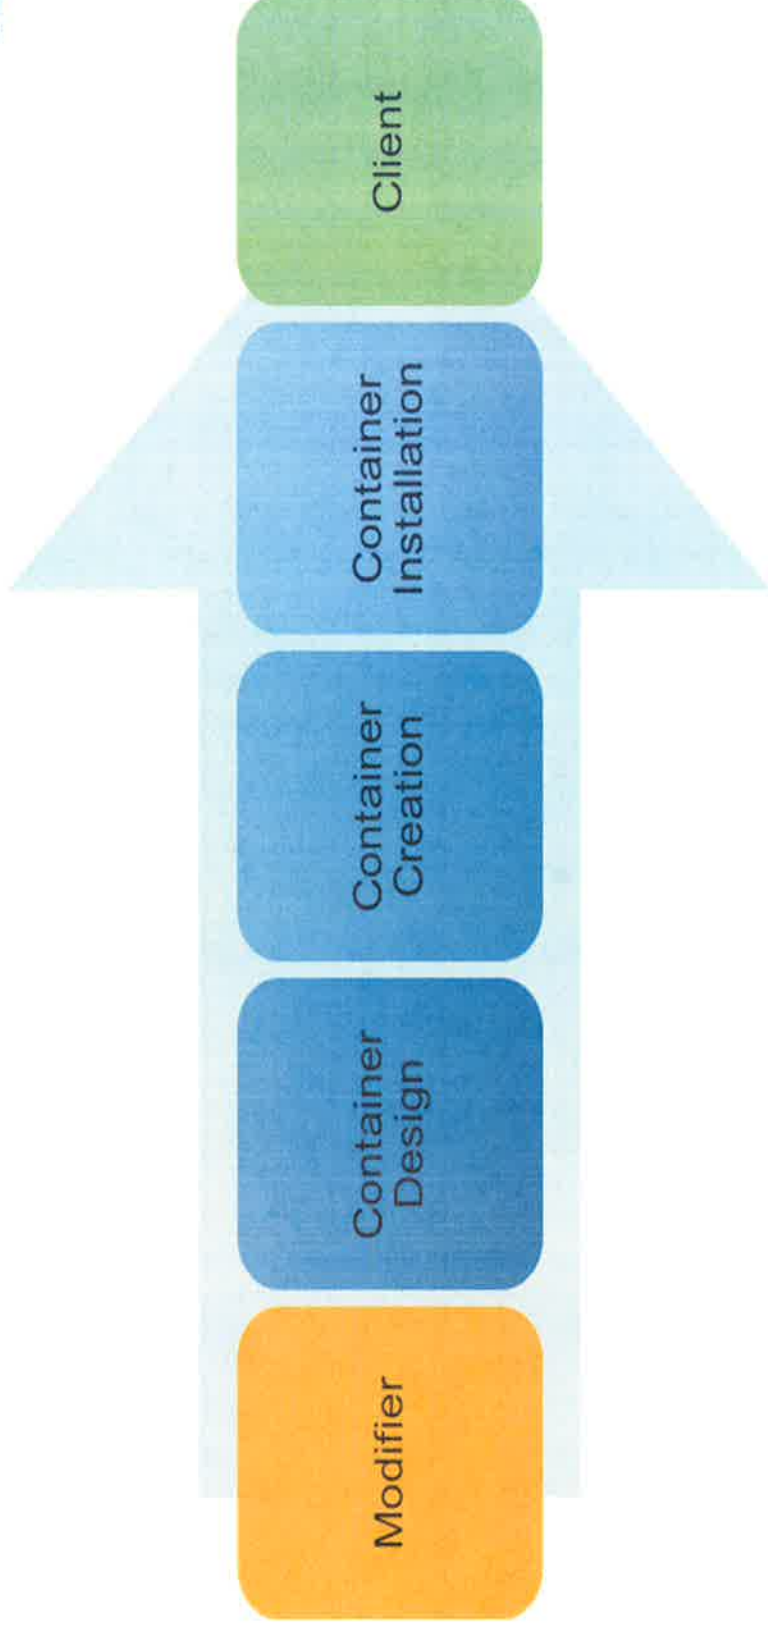 Modifier
Container
Design
Container
Creation
Container
Installation
Client